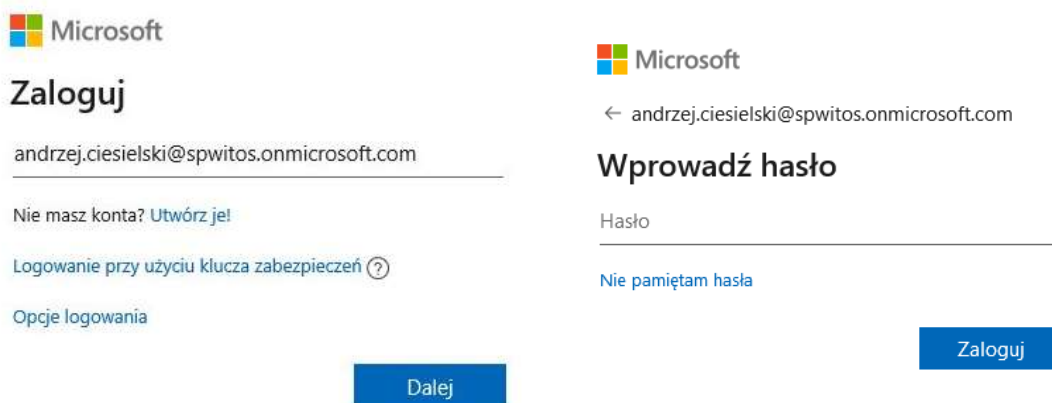 Microsoft
Zaloguj
andrzej.ciesielski@spwitos.onmicrosoft.com
Nie masz konta? Utwórz je!
Logowanie przy użyciu klucza zabezpieczeń ?
Opcje logowania
Dalej
Microsoft
← andrzej.ciesielski@spwitos.onmicrosoft.com
Wprowadź hasło
Hasło
Nie pamiętam hasła
Zaloguj